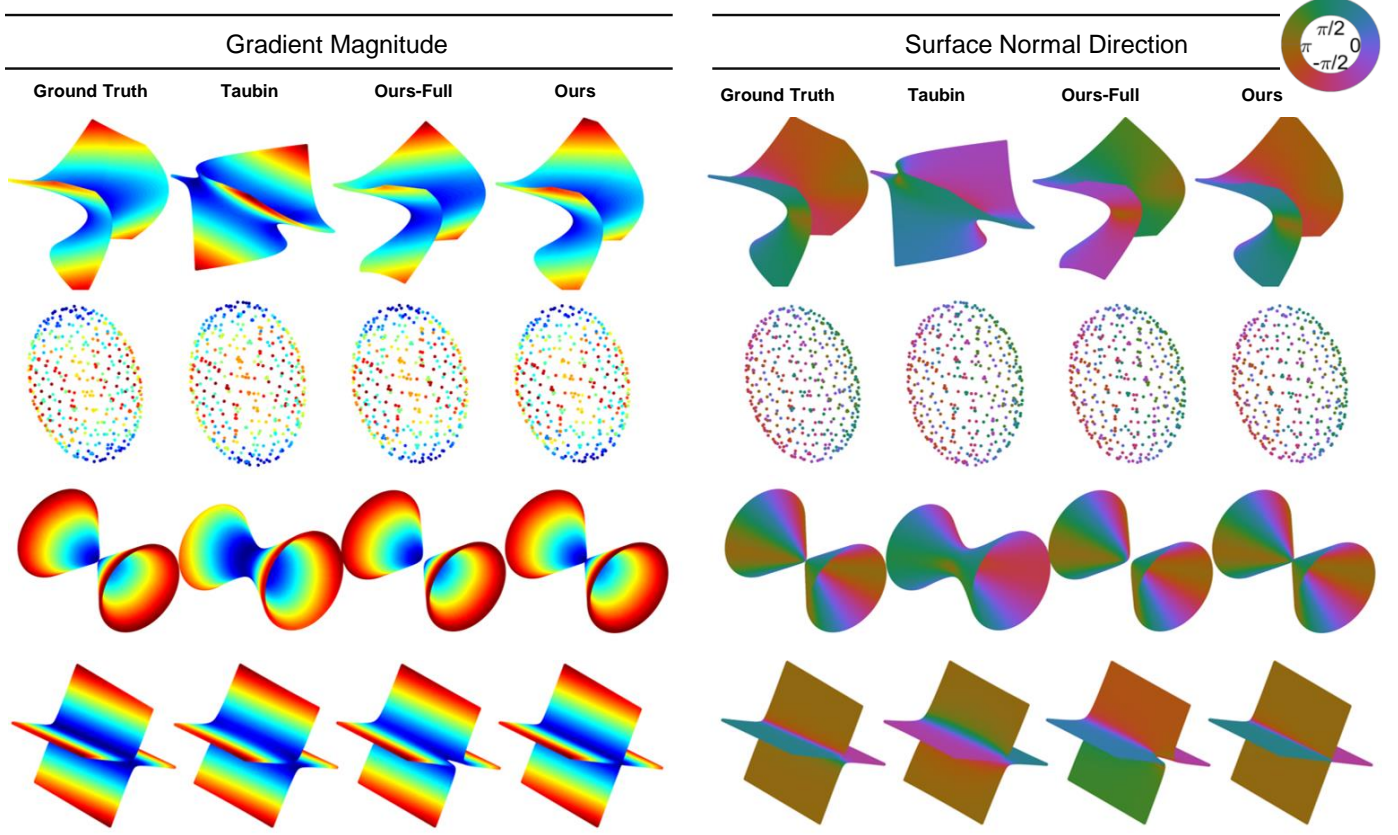 Gradient Magnitude
Surface Normal Direction
π/2
π 0
-π/2
Ground Truth Taubin Ours-Full Ours
Ground Truth Taubin Ours-Full Ours